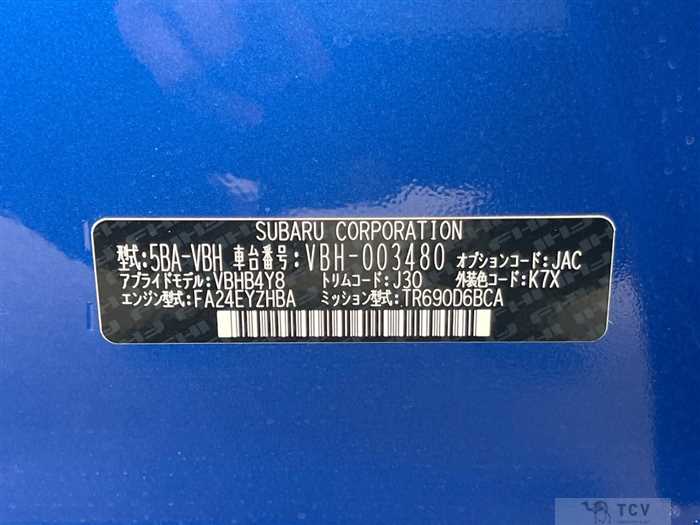 SUBARU CORPORATION
型式:5BA-VBH 車台番号:VBH-003480 オプションコード:JAC
アプライドモデル:VBHB4Y8 トリムコード:J30 外装色コード:K7X
エンジン型式:FA24EYZHBA ミッション型式:TR690D6BCA
TCV